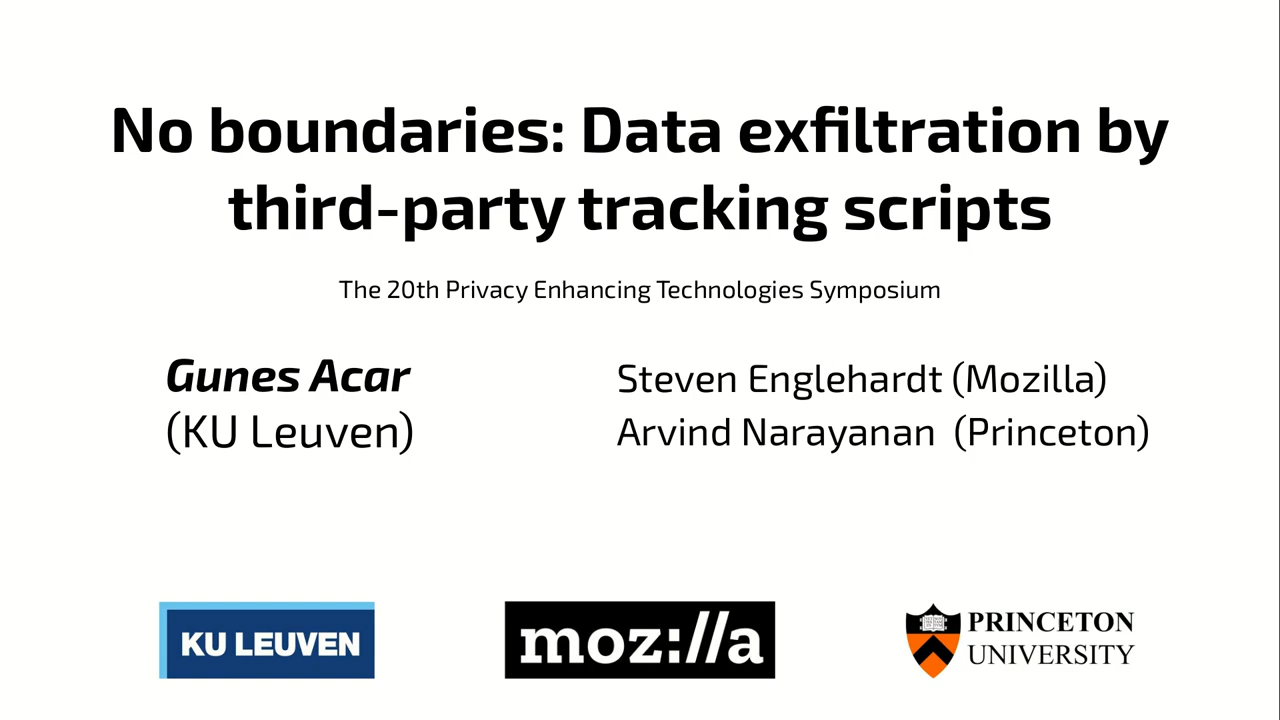 No boundaries: Data exfiltration by
third-party tracking scripts
The 20th Privacy Enhancing Technologies Symposium
Gunes Acar
(KU Leuven)
Steven Englehardt (Mozilla)
Arvind Narayanan (Princeton)
KU LEUVEN
moz://a
PRINCETON
UNIVERSITY